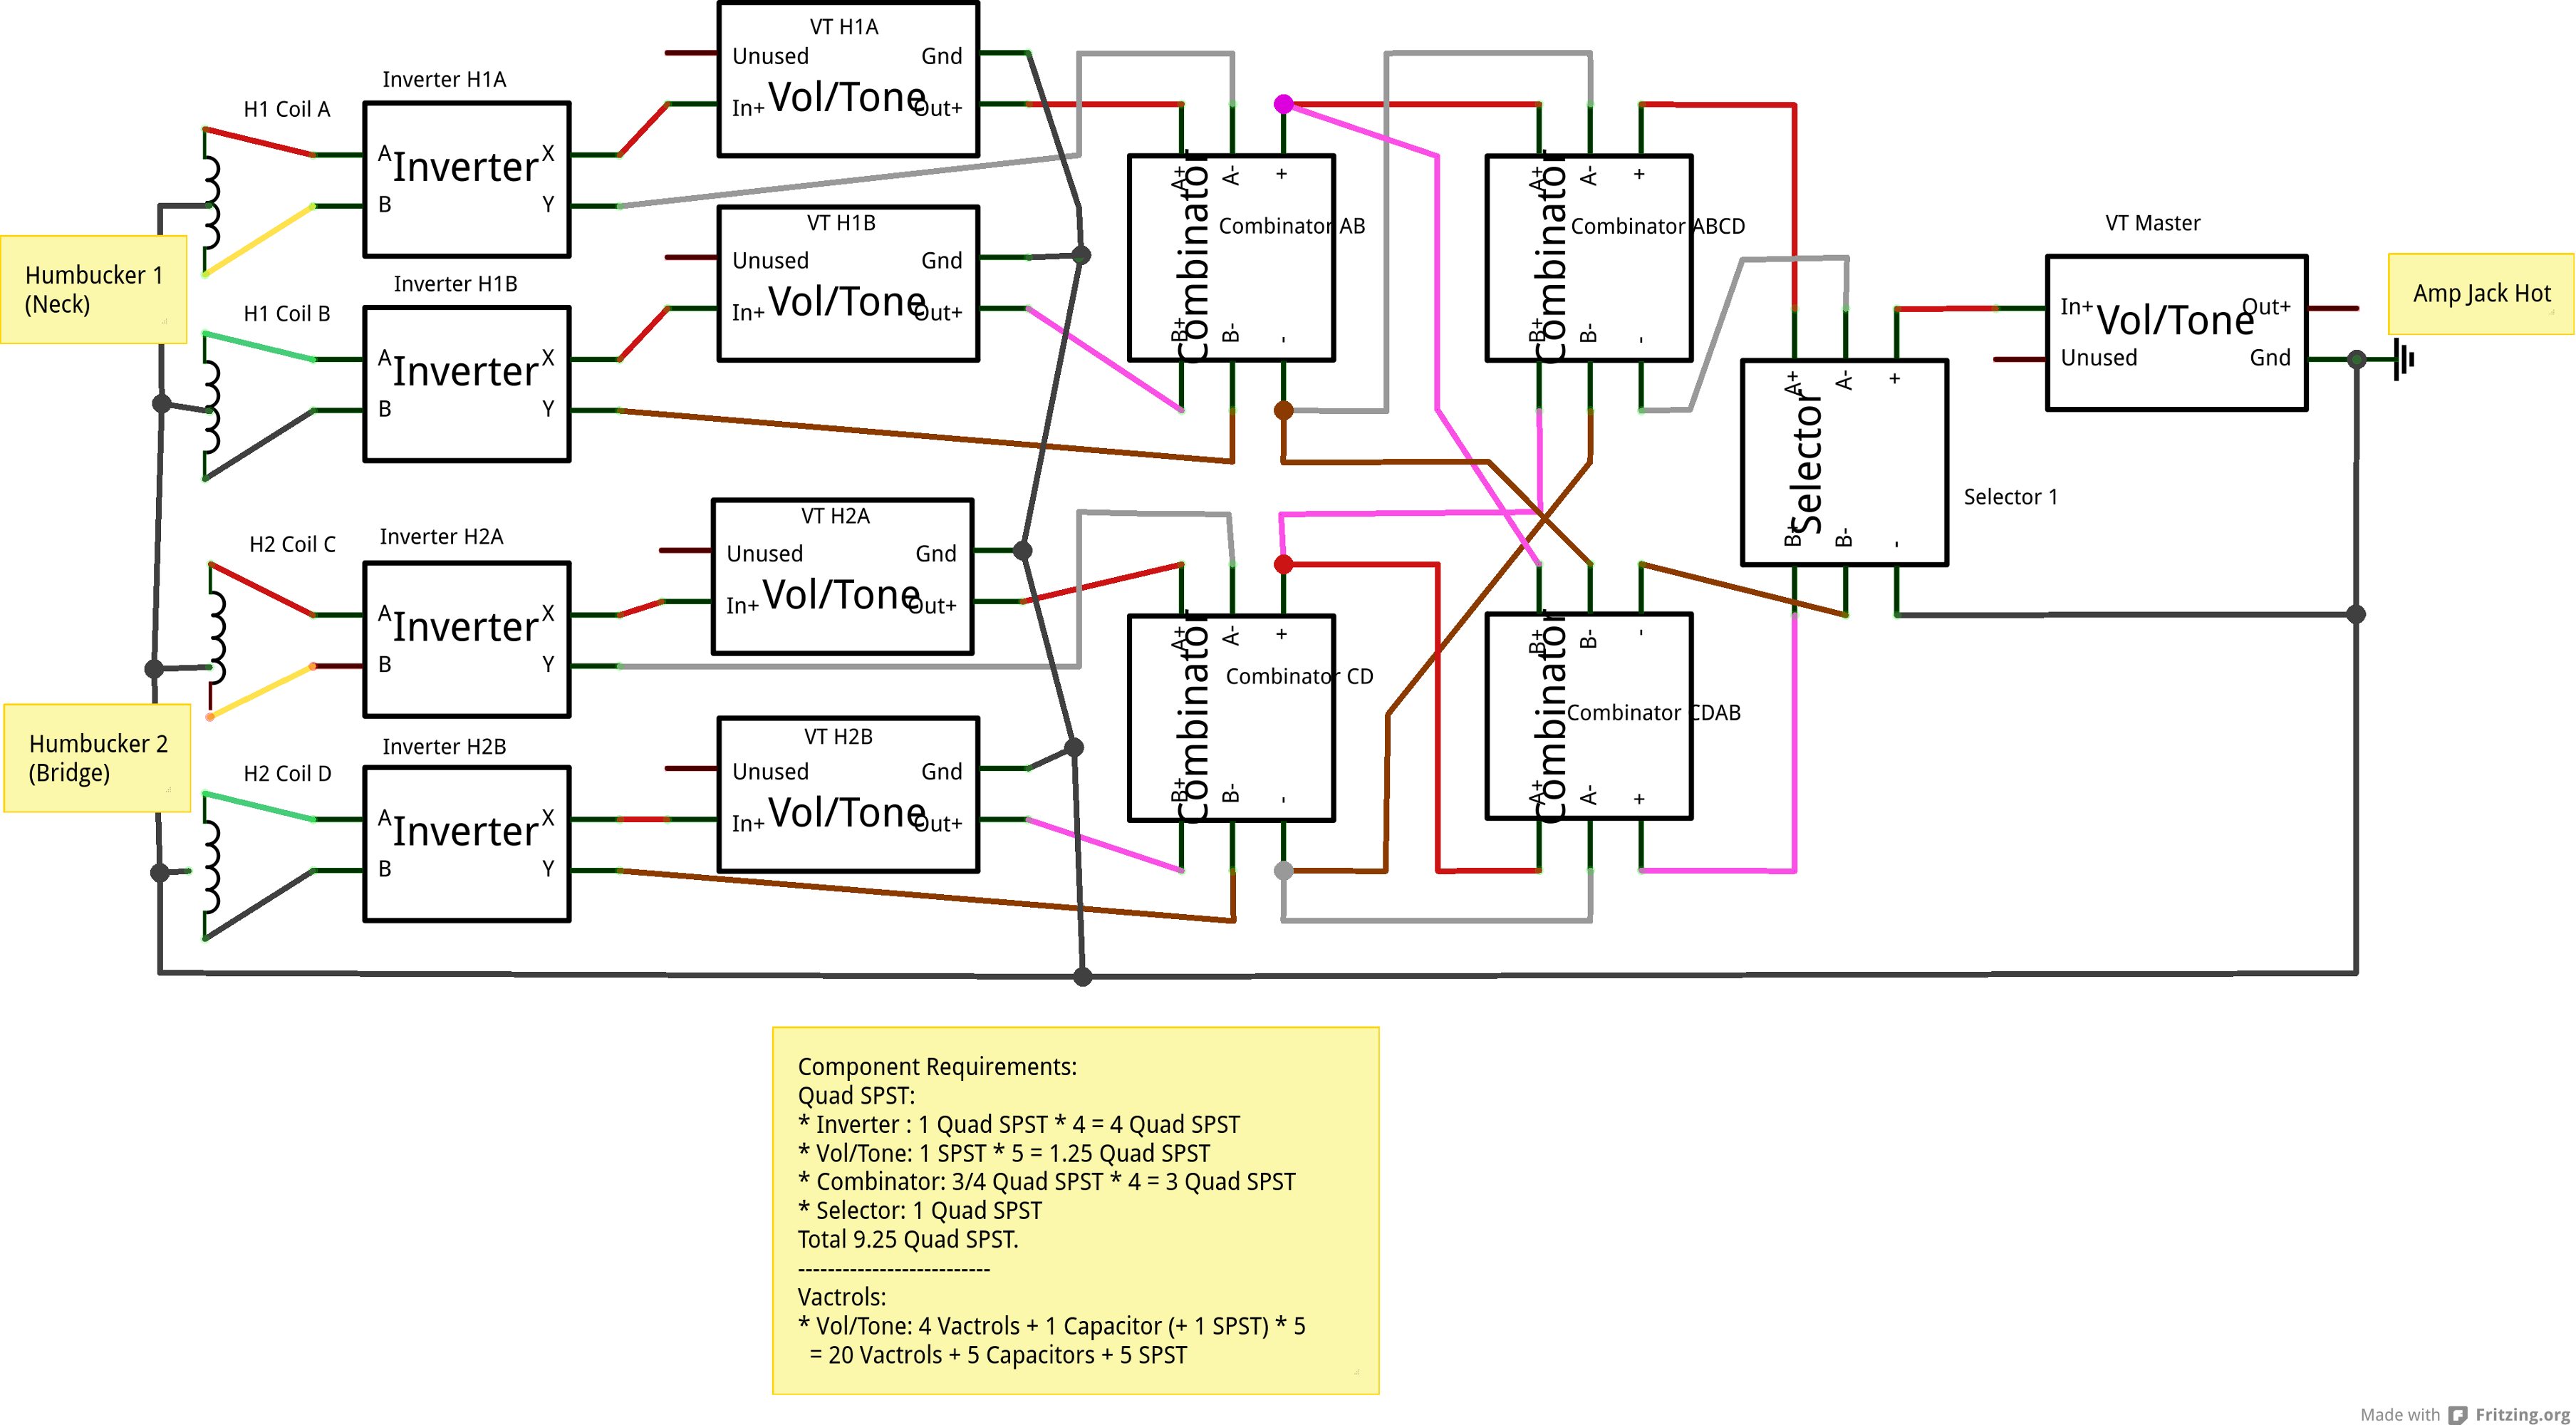 VT H1A
Unused
Gnd
In+
Vol/Tone
Out+
Inverter H1A
H1 Coil A
A
Inverter
X
B
Y
VT H1B
Unused
Gnd
In+
Vol/Tone
Out+
Inverter H1B
H1 Coil B
A
Inverter
X
B
Y
Humbucker 1
(Neck)
VT H2A
Unused
Gnd
In+
Vol/Tone
Out+
Inverter H2A
H2 Coil C
A
Inverter
X
B
Y
VT H2B
Unused
Gnd
In+
Vol/Tone
Out+
Inverter H2B
H2 Coil D
A
Inverter
X
B
Y
Humbucker 2
(Bridge)
A+
A-
+
Combinator
Combinator AB
B+
B-
-
A+
A-
+
Combinator
Combinator ABCD
B+
B-
-
A+
A-
+
Combinator
Combinator CD
B+
B-
-
B+
B-
-
Combinator
Combinator CDAB
A+
A-
+
A+
A-
+
Selector
Selector 1
B+
B-
-
VT Master
In+
Vol/Tone
Out+
Unused
Gnd
Amp Jack Hot
Component Requirements:
Quad SPST:
* Inverter : 1 Quad SPST * 4 = 4 Quad SPST
* Vol/Tone: 1 SPST * 5 = 1.25 Quad SPST
* Combinator: 3/4 Quad SPST * 4 = 3 Quad SPST
* Selector: 1 Quad SPST
Total 9.25 Quad SPST.
--------------------------
Vactrols:
* Vol/Tone: 4 Vactrols + 1 Capacitor (+ 1 SPST) * 5
= 20 Vactrols + 5 Capacitors + 5 SPST
Made with Fritzing.org